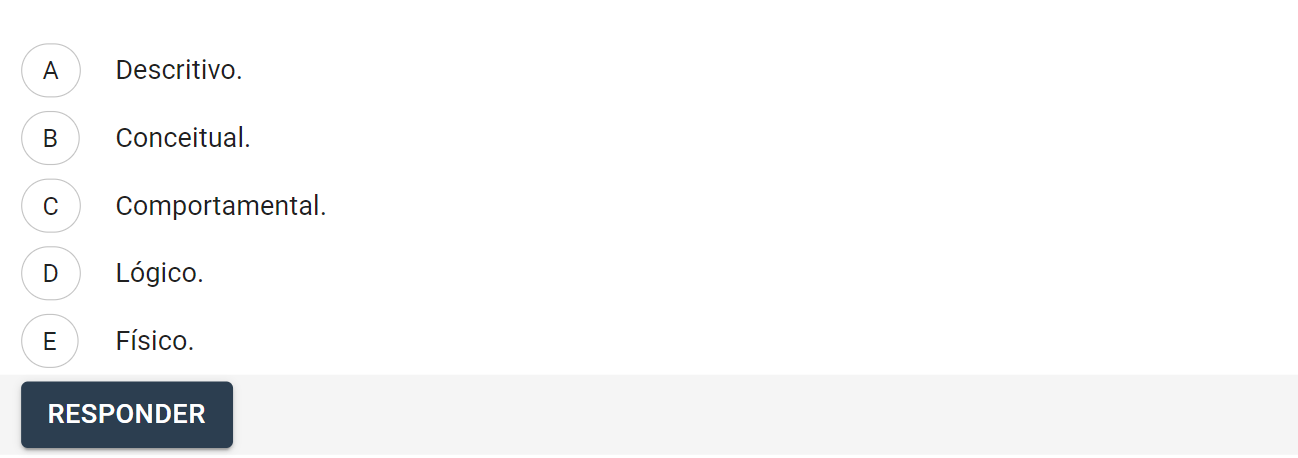 A Descritivo.
B Conceitual.
C Comportamental.
D Lógico.
E Físico.
RESPONDER